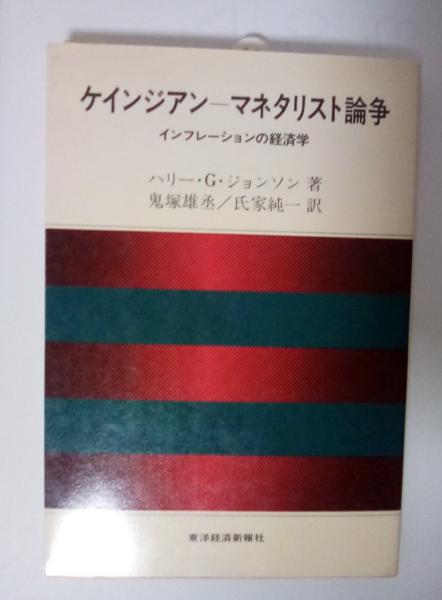 ケインジアン―マネタリスト論争
インフレーションの経済学
ハリー・G・ジョンソン 著
鬼塚雄丞／氏家純一 訳
東洋経済新報社